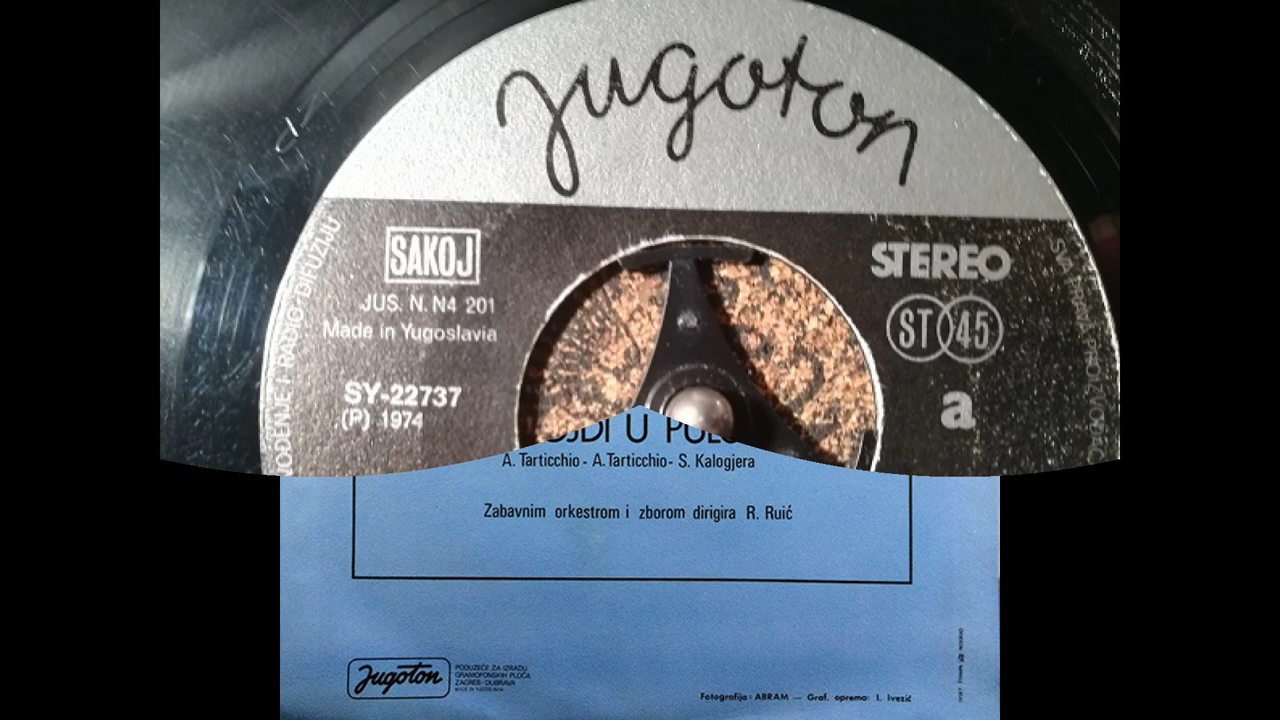 Jugoton
SAKOJ
STEREO
JUS. N. N4 201
ST 45
Made in Yugoslavia
SY-22737
(P) 1974
a
U
A. Tarticchio - A.Tarticchio- S. Kalogjera
Zabavnim orkestrom i zborom dirigira R. Ruić
Jugoton
PODUZEĆE ZA IZRADU
GRAMOFONSKIH PLOČA
ZAGREB - DUBRAVA
Fotografija: ABRAM — Graf. oprema: I. Ivezić